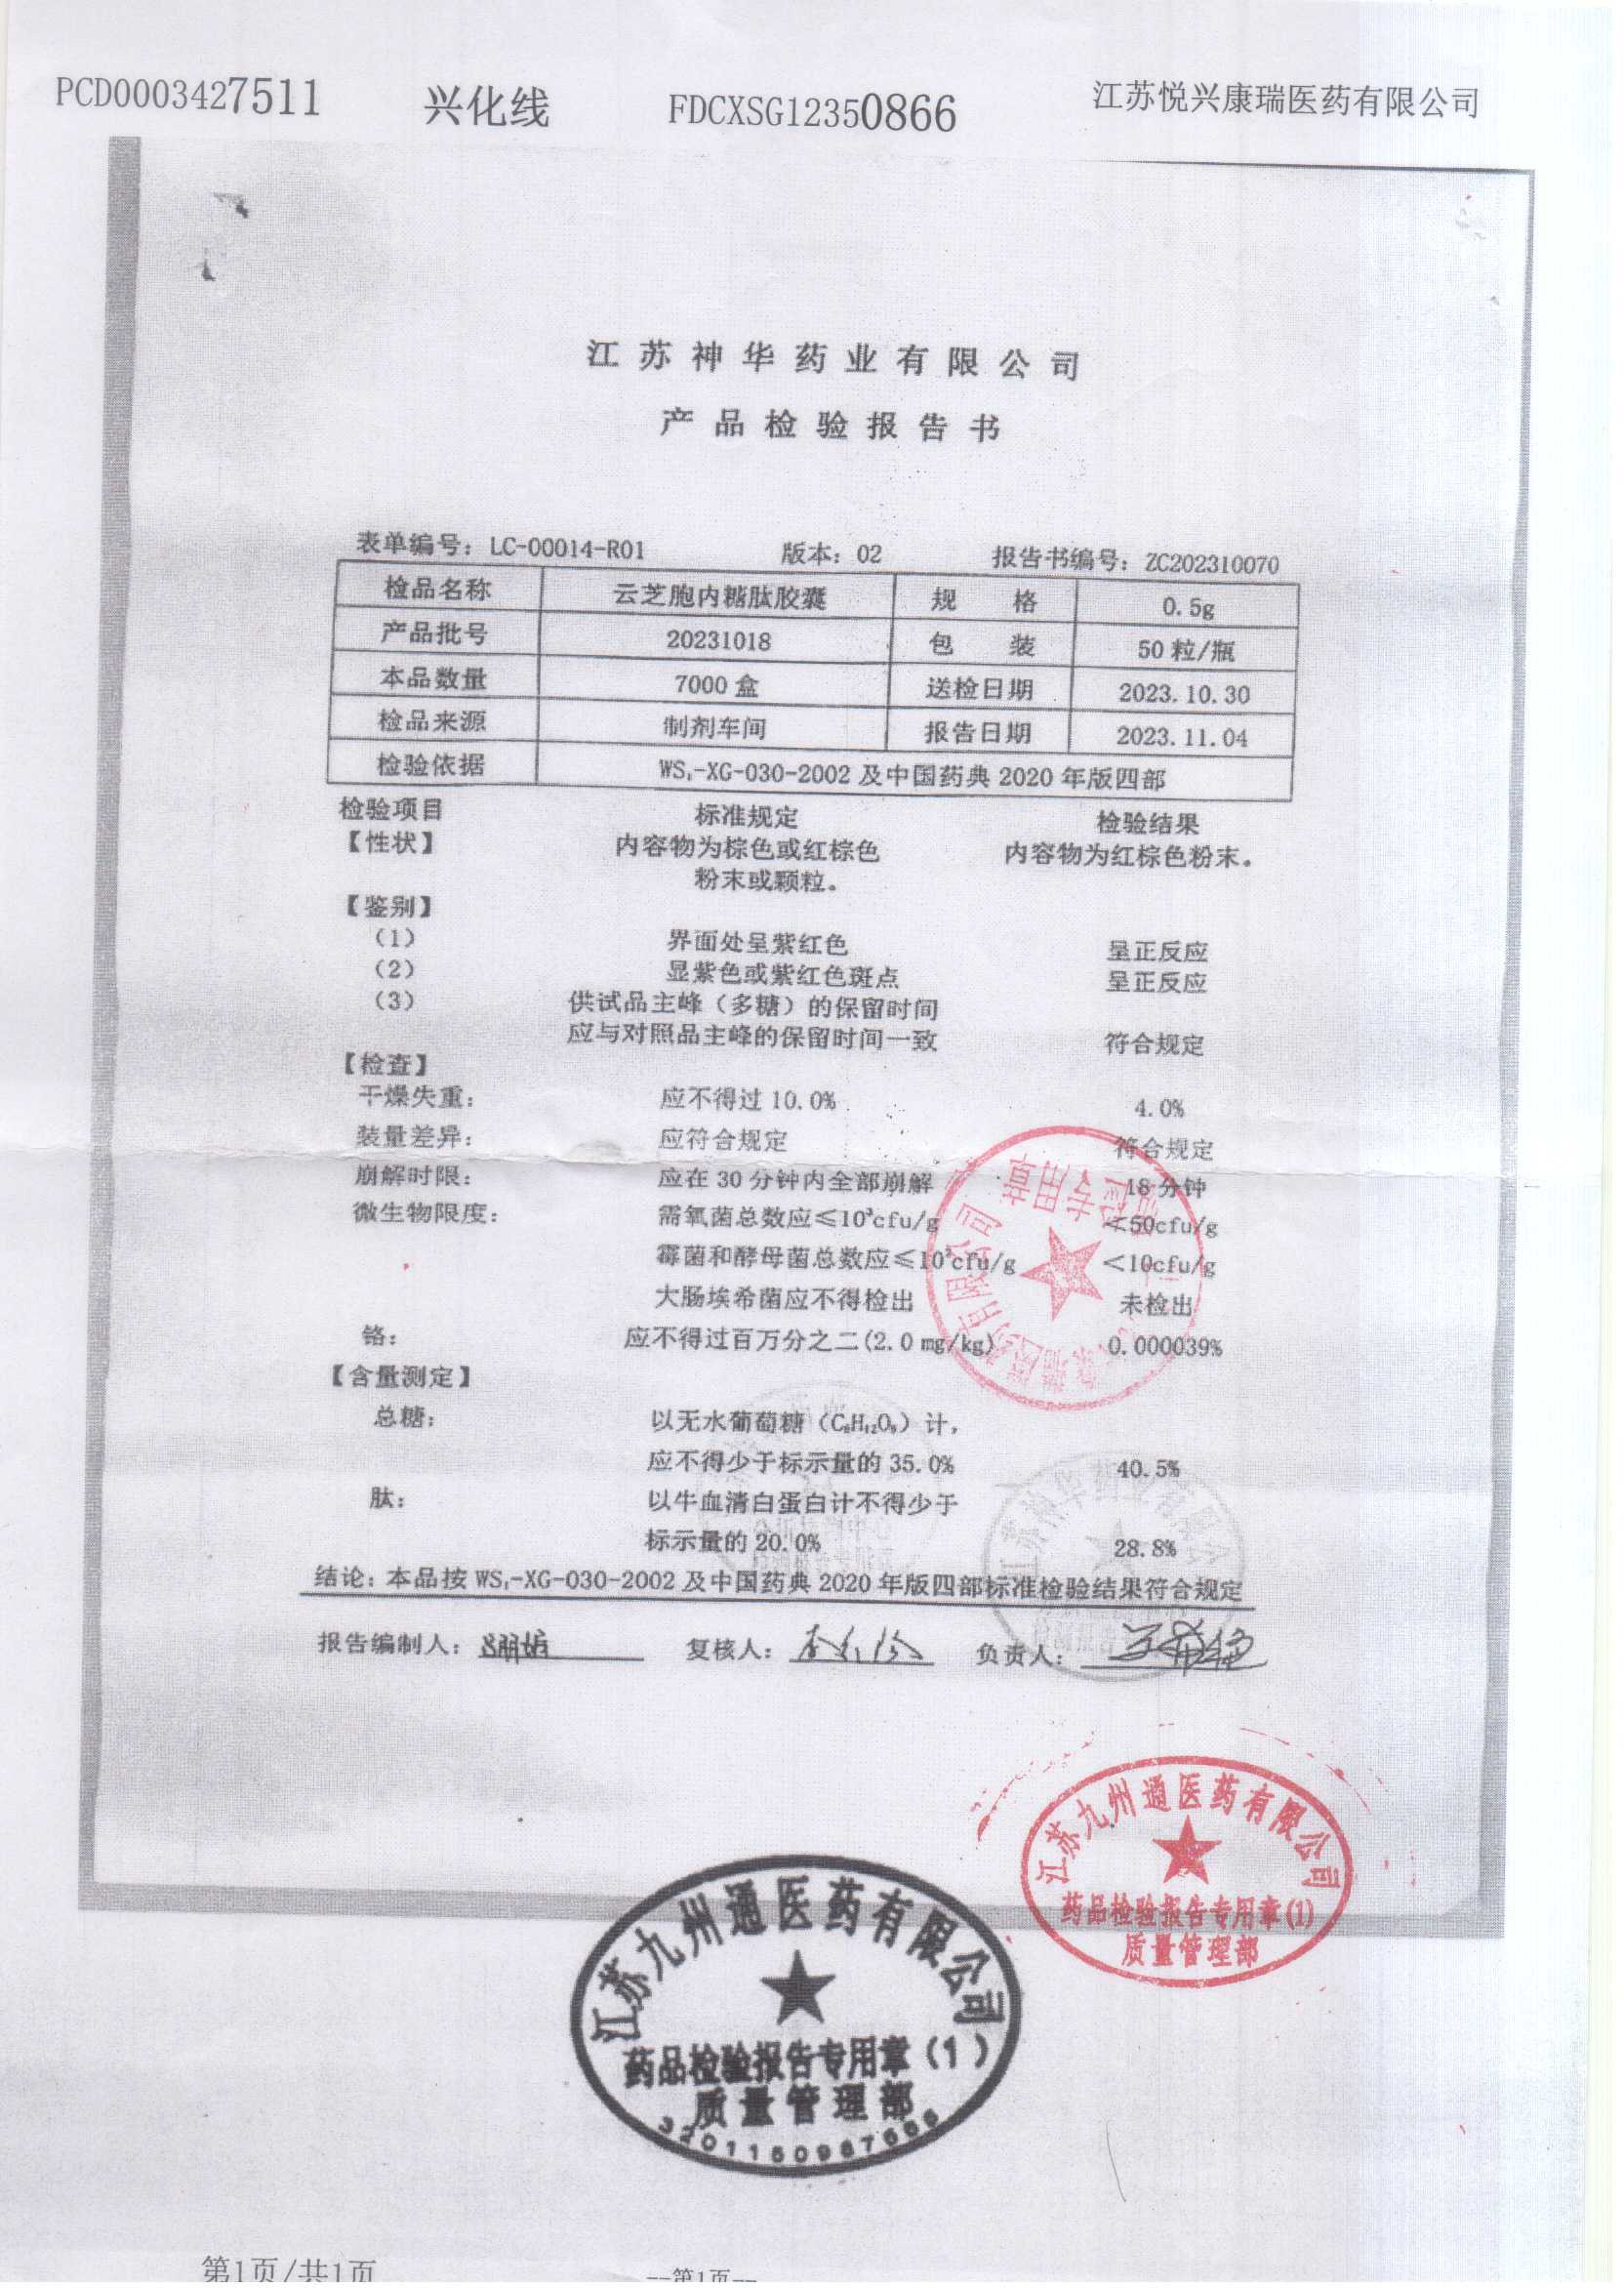 PCD0003427511 兴化线 FDCXSG12350866 江苏悦兴康瑞医药有限公司
江苏神华药业有限公司
产品检验报告书
表单编号：LC-00014-R01 版本：02 报告书编号：ZC202310070
检品名称 云芝胞内糖肽胶囊 规 格 0.5g
产品批号 20231018 包 装 50粒/瓶
本品数量 7000盒 送检日期 2023.10.30
检品来源 制剂车间 报告日期 2023.11.04
检验依据 WS₁-XG-030-2002及中国药典2020年版四部
检验项目 标准规定 检验结果
【性状】 内容物为棕色或红棕色 内容物为红棕色粉末。
粉末或颗粒。
【鉴别】
（1） 界面处呈紫红色 呈正反应
（2） 显紫色或紫红色斑点 呈正反应
（3） 供试品主峰（多糖）的保留时间
应与对照品主峰的保留时间一致 符合规定
【检查】
干燥失重： 应不得过10.0% 4.0%
装量差异： 应符合规定 符合规定
崩解时限： 应在30分钟内全部崩解 18分钟
微生物限度： 需氧菌总数应≤10³cfu/g <50cfu/g
霉菌和酵母菌总数应≤10²cfu/g <10cfu/g
大肠埃希菌应不得检出 未检出
铬： 应不得过百万分之二(2.0mg/kg) 0.000039%
【含量测定】
总糖： 以无水葡萄糖（C₆H₁₂O₆）计，
应不得少于标示量的35.0% 40.5%
肽： 以牛血清白蛋白计不得少于
标示量的20.0% 28.8%
结论：本品按WS₁-XG-030-2002及中国药典2020年版四部标准检验结果符合规定
报告编制人： 复核人： 负责人：
江苏九州通医药有限公司
药品检验报告专用章(1)
质量管理部
江苏九州通医药有限公司
药品检验报告专用章（1）
质量管理部
第1页/共1页 --第1页--